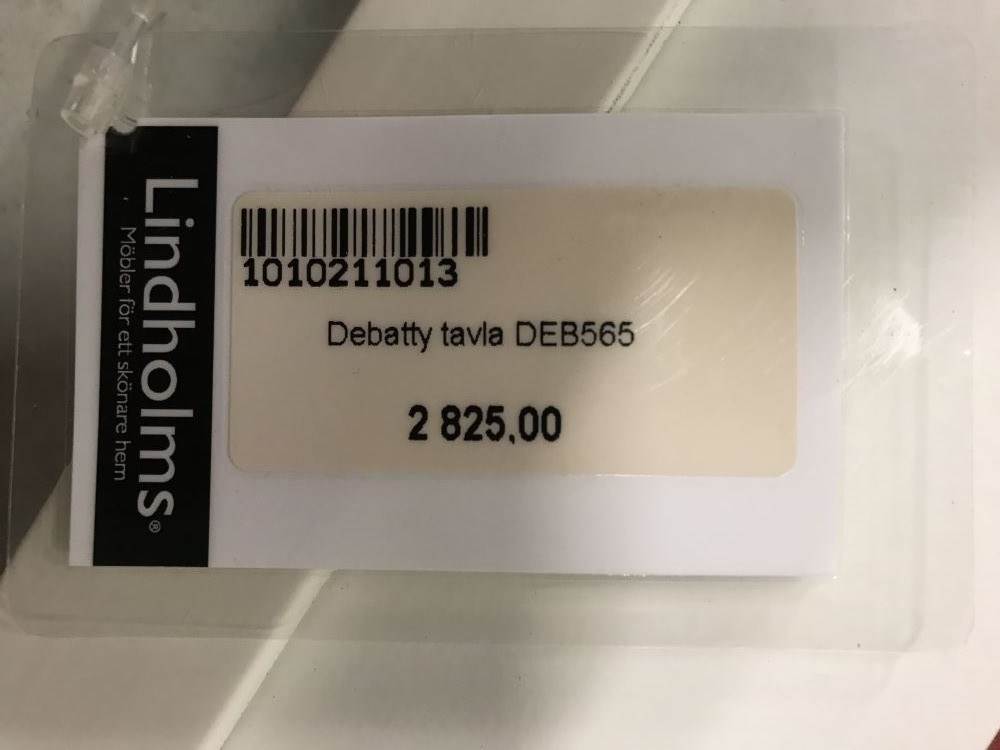 Lindholms®
Möbler för ett skönare hem
1010211013
Debatty tavla DEB565
2 825,00